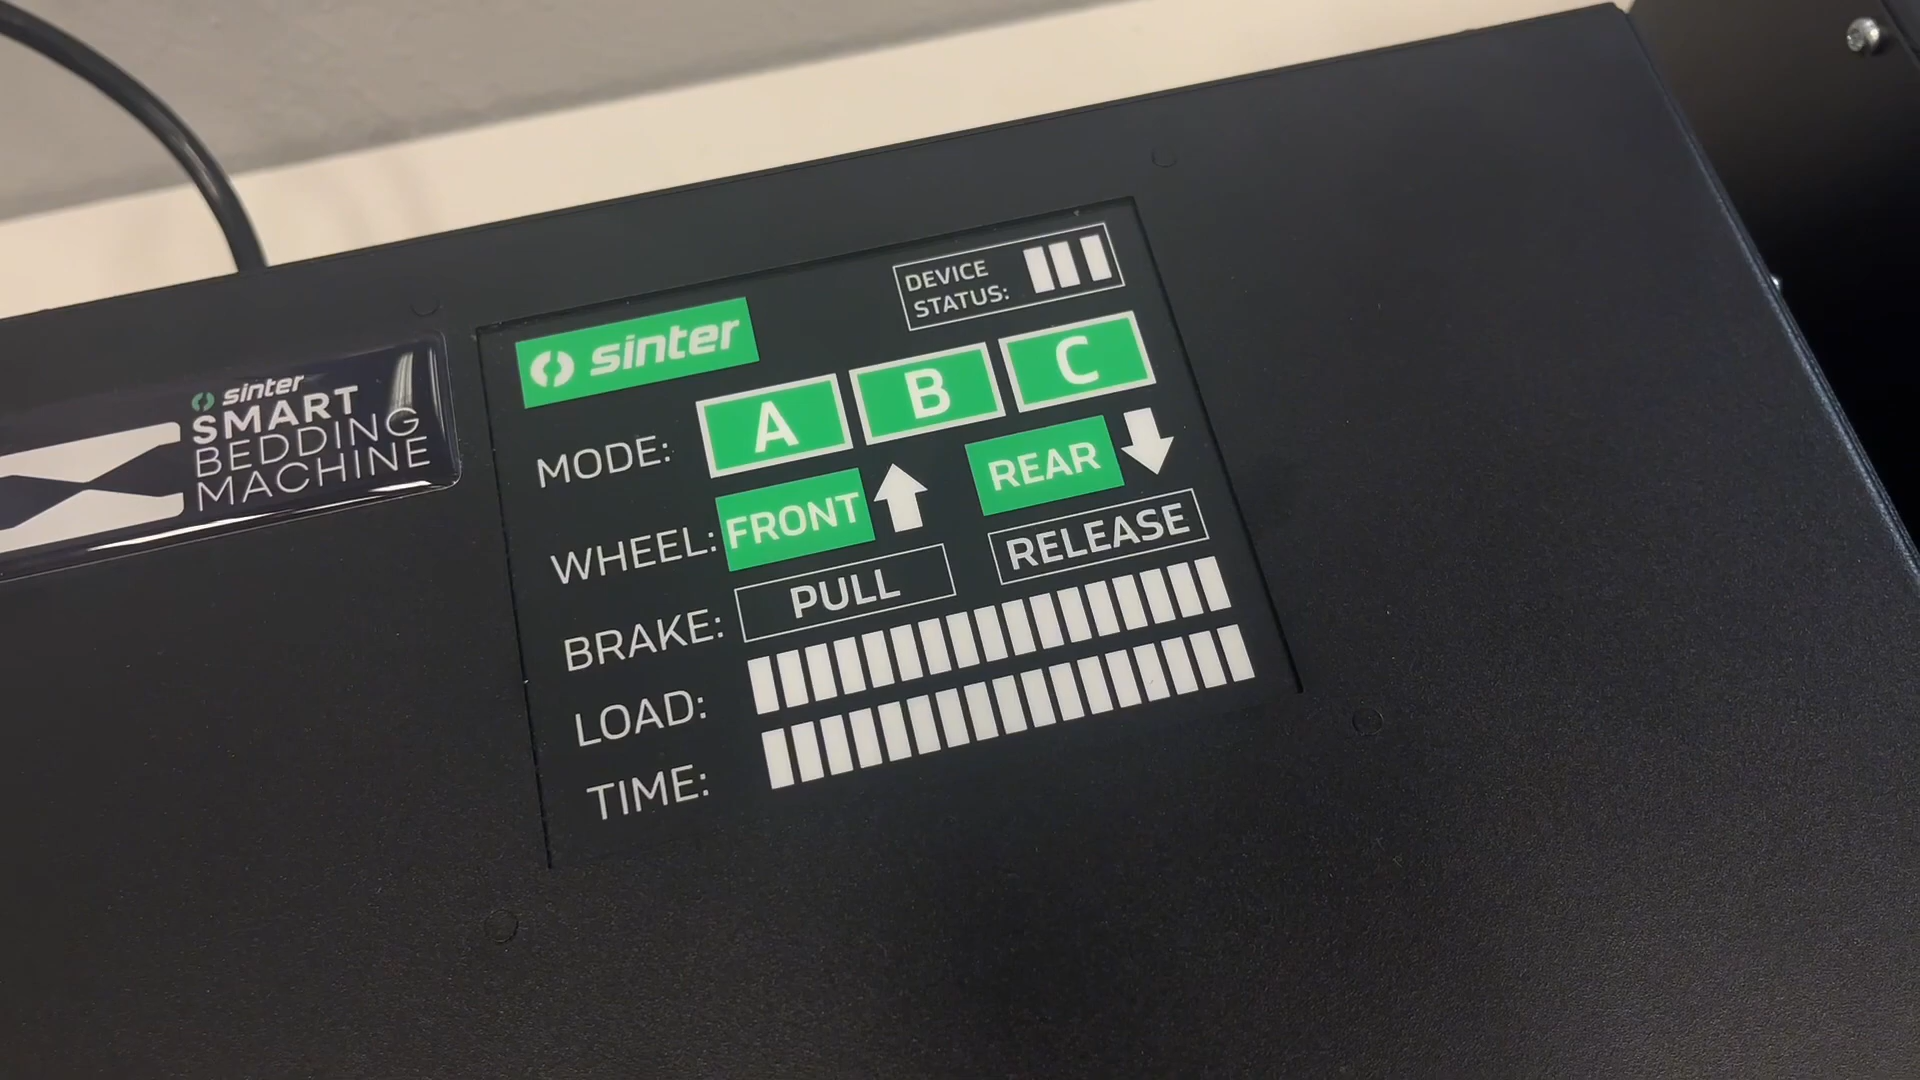 sinter
SMART
BEDDING
MACHINE
sinter
DEVICE
STATUS:
MODE: A B C
WHEEL: FRONT REAR
BRAKE: PULL RELEASE
LOAD:
TIME: